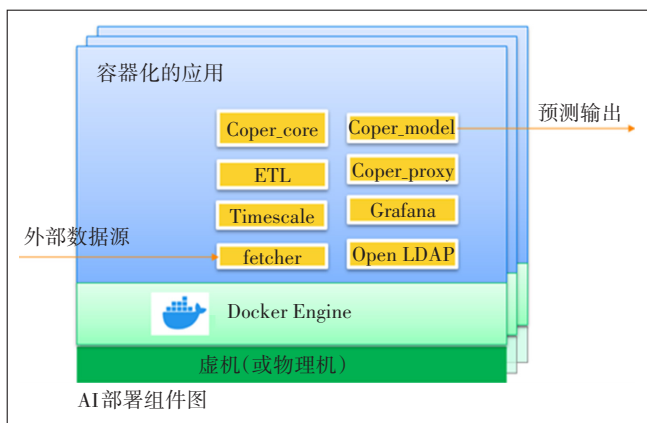 容器化的应用
Coper_core
Coper_model
预测输出
ETL
Coper_proxy
Timescale
Grafana
外部数据源
fetcher
Open LDAP
Docker Engine
虚机(或物理机)
AI部署组件图